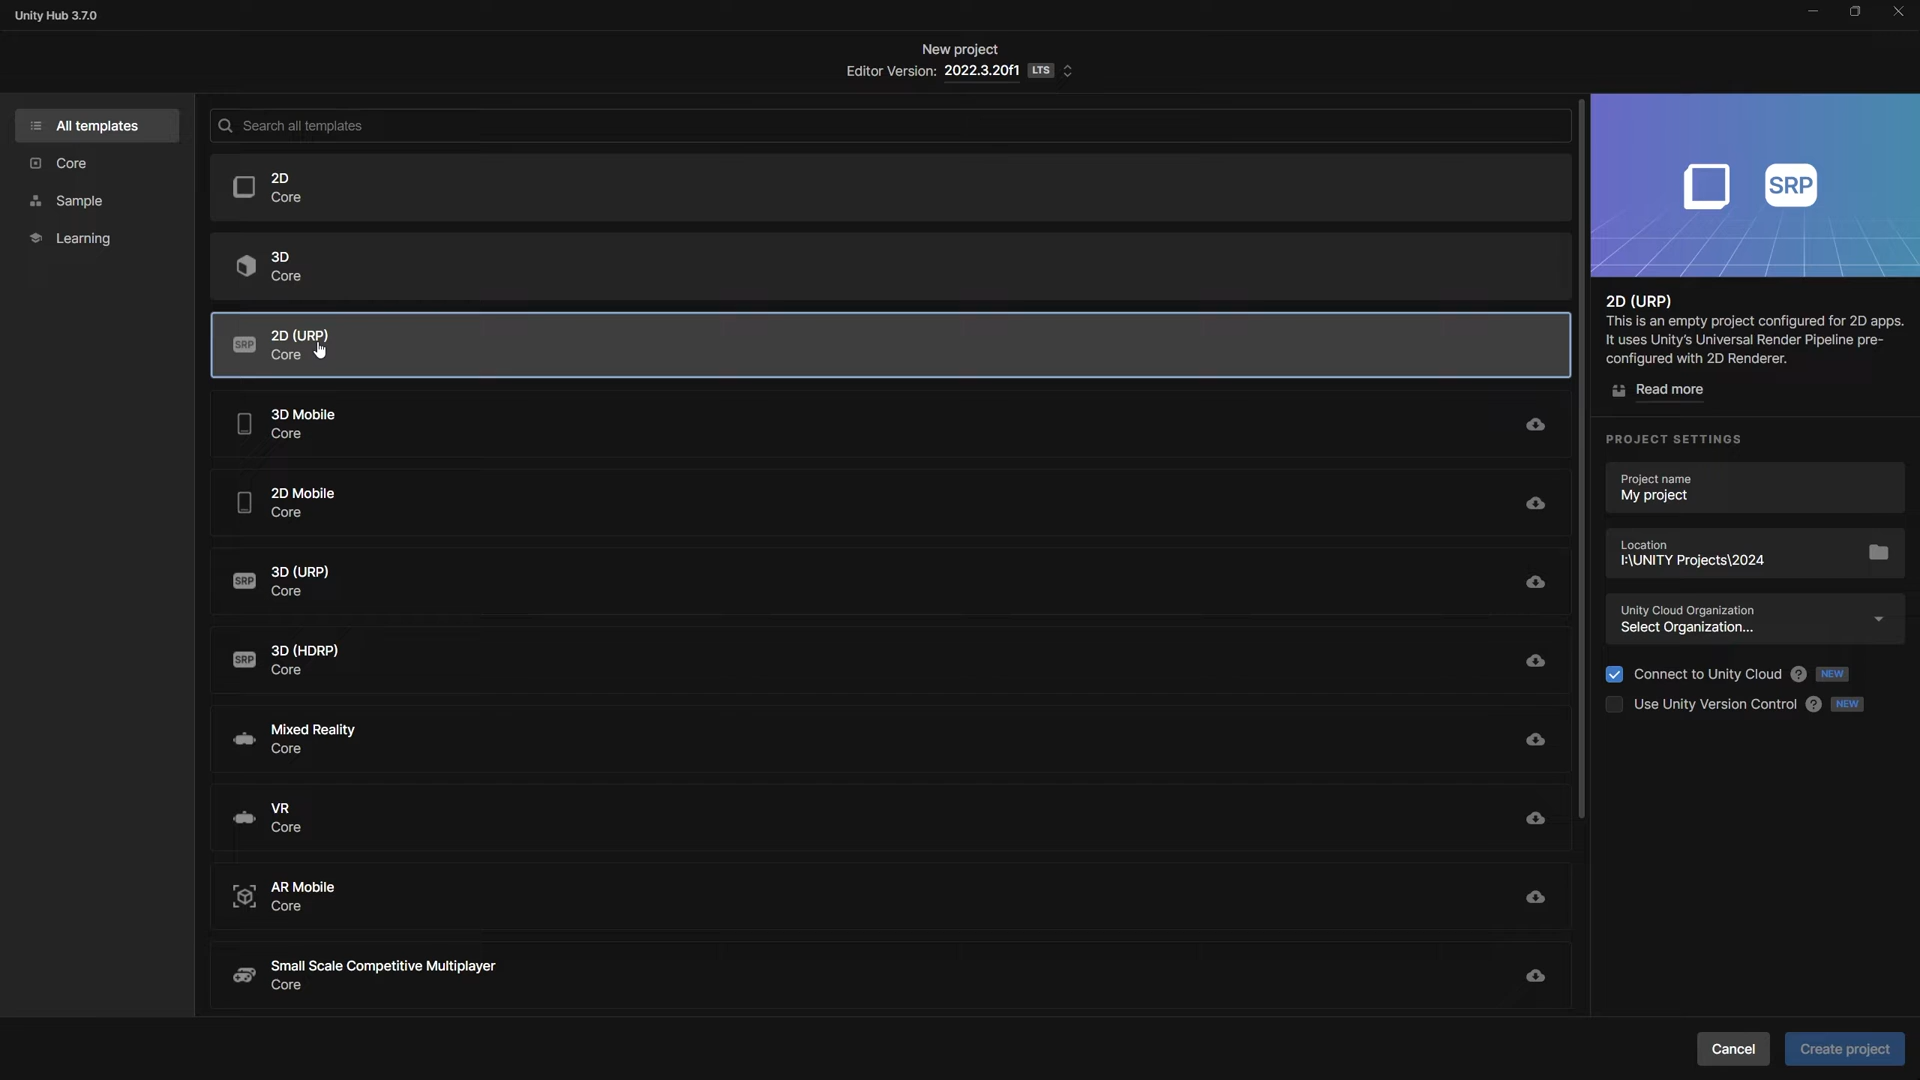 Unity Hub 3.7.0
New project
Editor Version: 2022.3.20f1 LTS
All templates
Core
Sample
Learning
Search all templates
2D
Core
3D
Core
SRP
2D (URP)
Core
3D Mobile
Core
2D Mobile
Core
SRP
3D (URP)
Core
SRP
3D (HDRP)
Core
Mixed Reality
Core
VR
Core
AR Mobile
Core
Small Scale Competitive Multiplayer
Core
SRP
2D (URP)
This is an empty project configured for 2D apps.
It uses Unity's Universal Render Pipeline pre-
configured with 2D Renderer.
Read more
PROJECT SETTINGS
Project name
My project
Location
I:\UNITY Projects\2024
Unity Cloud Organization
Select Organization...
Connect to Unity Cloud ? NEW
Use Unity Version Control ? NEW
Cancel
Create project